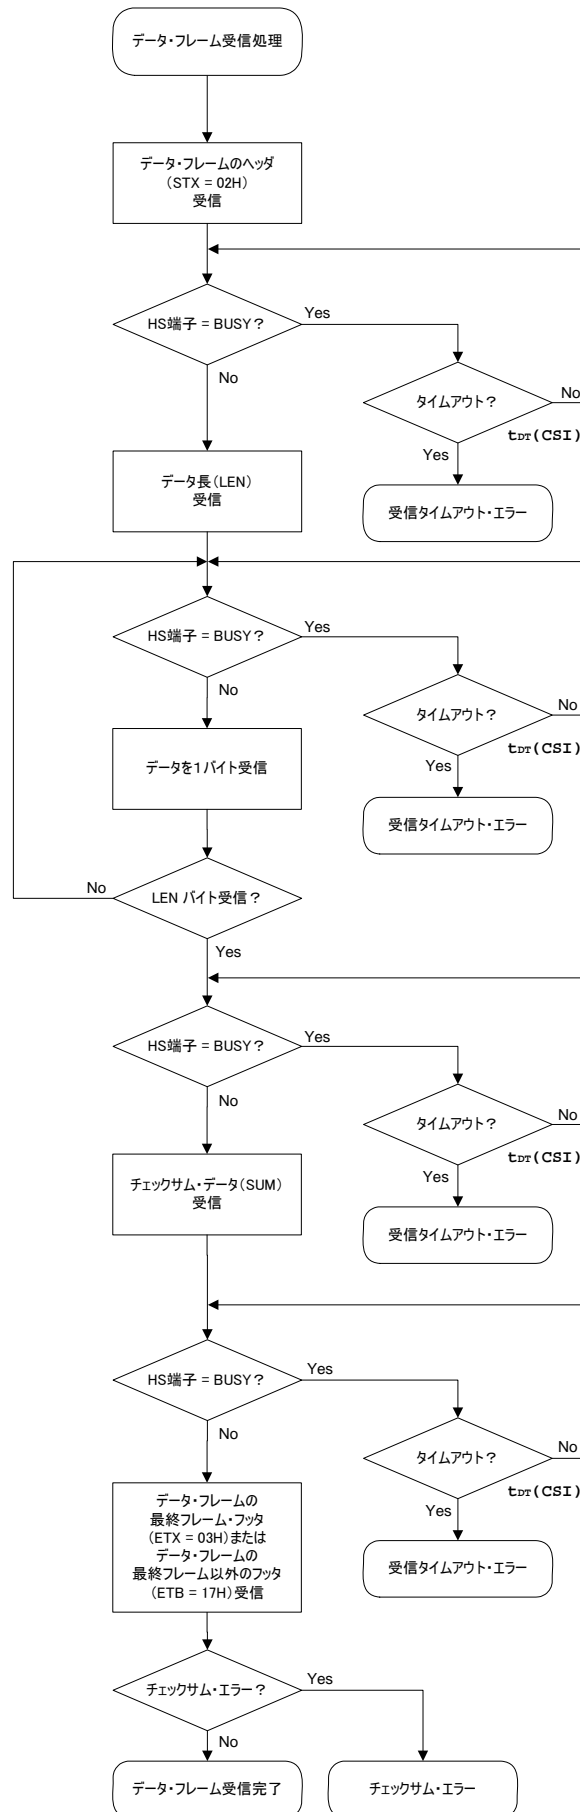 データ・フレーム受信処理
データ・フレームのヘッダ
(STX = 02H)
受信
HS端子 = BUSY？
Yes
No
タイムアウト？
No
tDT(CSI)
Yes
データ長(LEN)
受信
受信タイムアウト・エラー
HS端子 = BUSY？
Yes
No
タイムアウト？
No
tDT(CSI)
Yes
データを１バイト受信
受信タイムアウト・エラー
No
LEN バイト受信？
Yes
HS端子 = BUSY？
Yes
No
タイムアウト？
No
tDT(CSI)
Yes
チェックサム・データ(SUM)
受信
受信タイムアウト・エラー
HS端子 = BUSY？
Yes
No
タイムアウト？
No
tDT(CSI)
Yes
データ・フレームの
最終フレーム・フッタ
(ETX = 03H)または
データ・フレームの
最終フレーム以外のフッタ
(ETB = 17H)受信
受信タイムアウト・エラー
チェックサム・エラー？
Yes
No
データ・フレーム受信完了
チェックサム・エラー